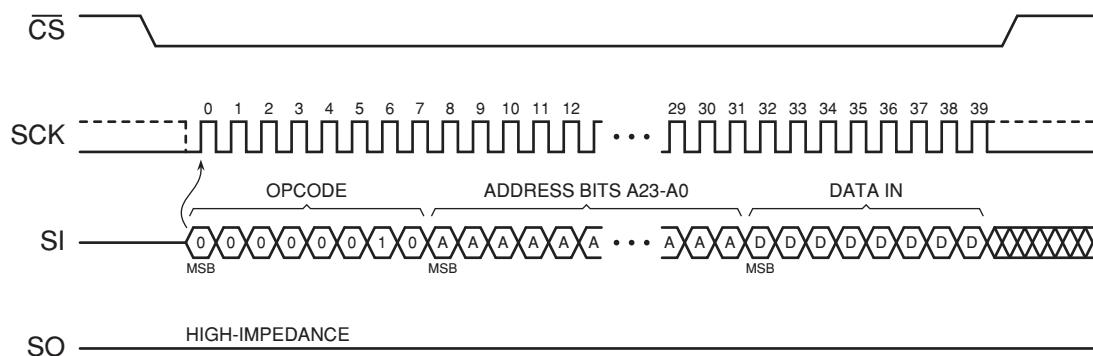 CS
0 1 2 3 4 5 6 7 8 9 10 11 12 29 30 31 32 33 34 35 36 37 38 39
SCK
OPCODE ADDRESS BITS A23-A0 DATA IN
SI 0 0 0 0 0 0 1 0 A A A A A A A A A D D D D D D D D
MSB MSB MSB
HIGH-IMPEDANCE
SO